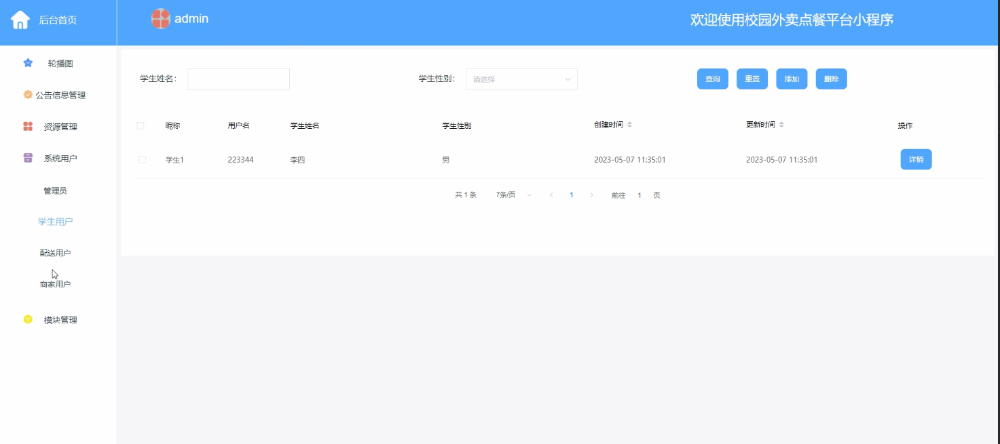 后台首页
admin
欢迎使用校园外卖点餐平台小程序
轮播图
公告信息管理
资源管理
系统用户
管理员
学生用户
配送用户
商家用户
模块管理
学生姓名： 学生性别： 请选择 查询 重置 添加 删除
昵称 用户名 学生姓名 学生性别 创建时间 更新时间 操作
学生1 223344 李四 男 2023-05-07 11:35:01 2023-05-07 11:35:01 详情
共 1 条 7条/页 1 前往 1 页